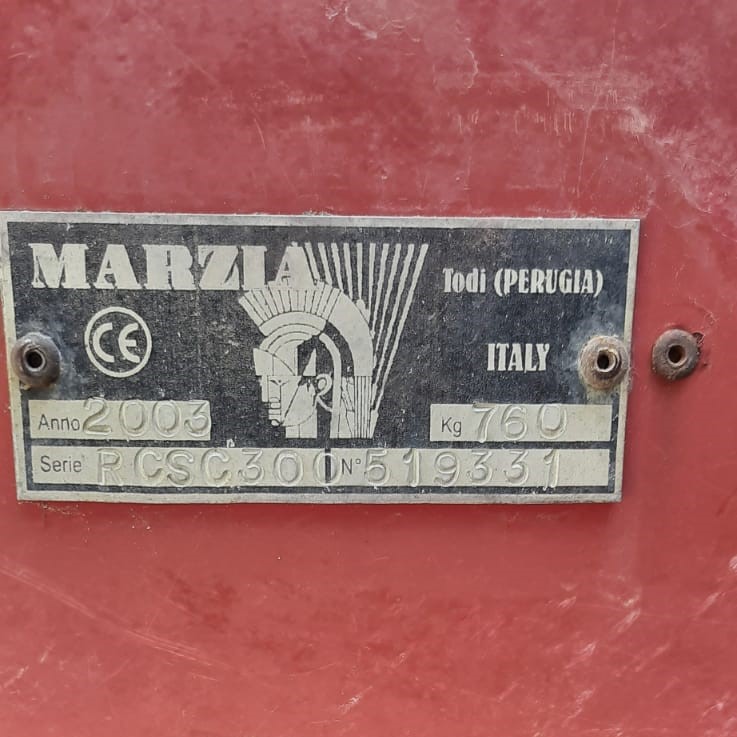 MARZIA
Todi (PERUGIA)
CE
ITALY
Anno 2003
Kg 760
Serie RCSC300 N° 519331